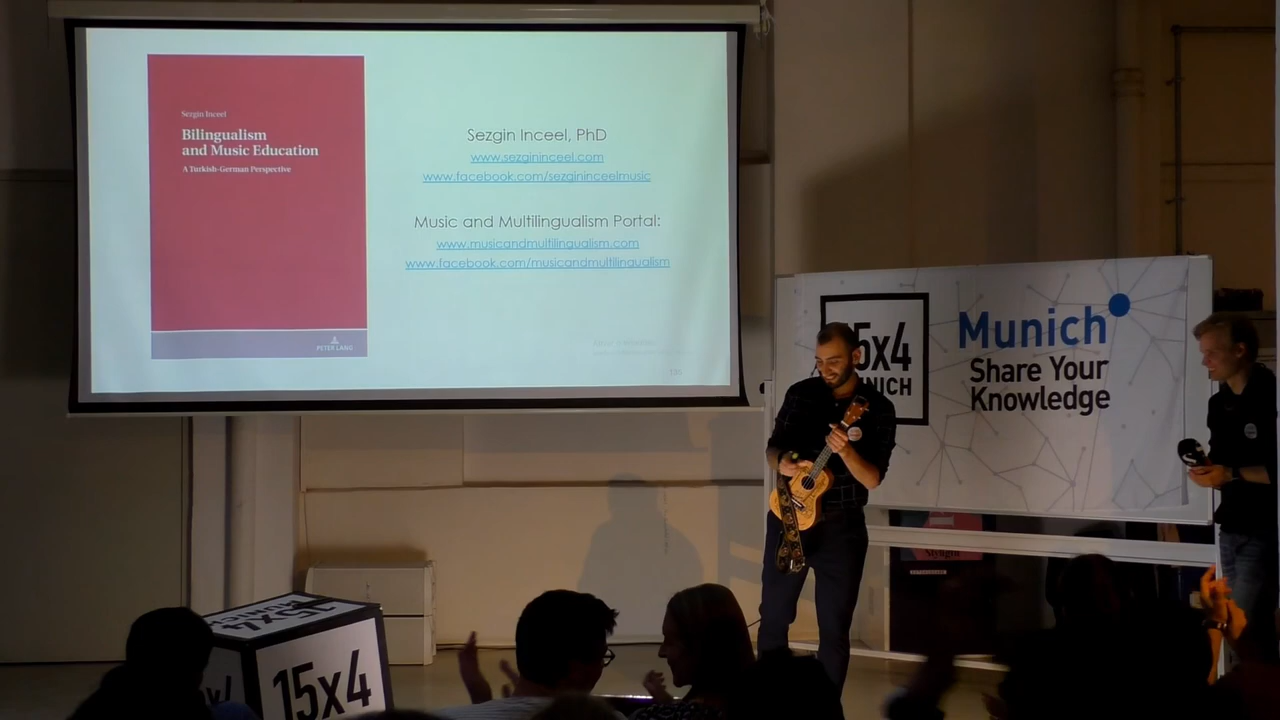 Sezgin Inceel
Bilingualism
and Music Education
A Turkish-German Perspective
PETER LANG
Sezgin Inceel, PhD
www.sezgininceel.com
www.facebook.com/sezgininceelmusic
Music and Multilingualism Portal:
www.musicandmultilingualism.com
www.facebook.com/musicandmultilingualism
Munich
Share Your
Knowledge
15x4
MUNICH
15x4